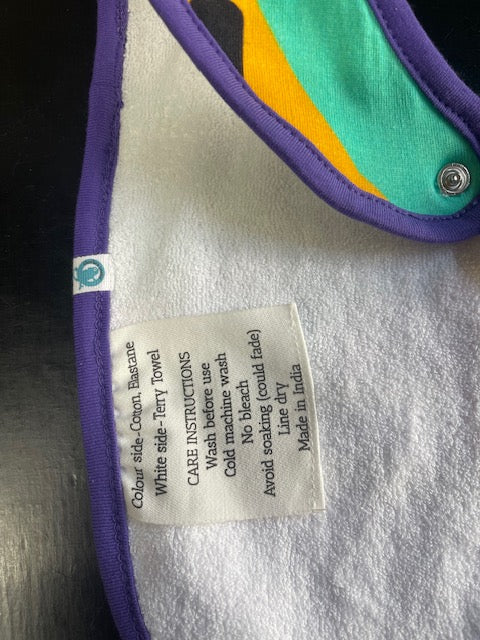 Colour side-Cotton, Elastane
White side-Terry Towel
CARE INSTRUCTIONS
Wash before use
Cold machine wash
No bleach
Avoid soaking (could fade)
Line dry
Made in India